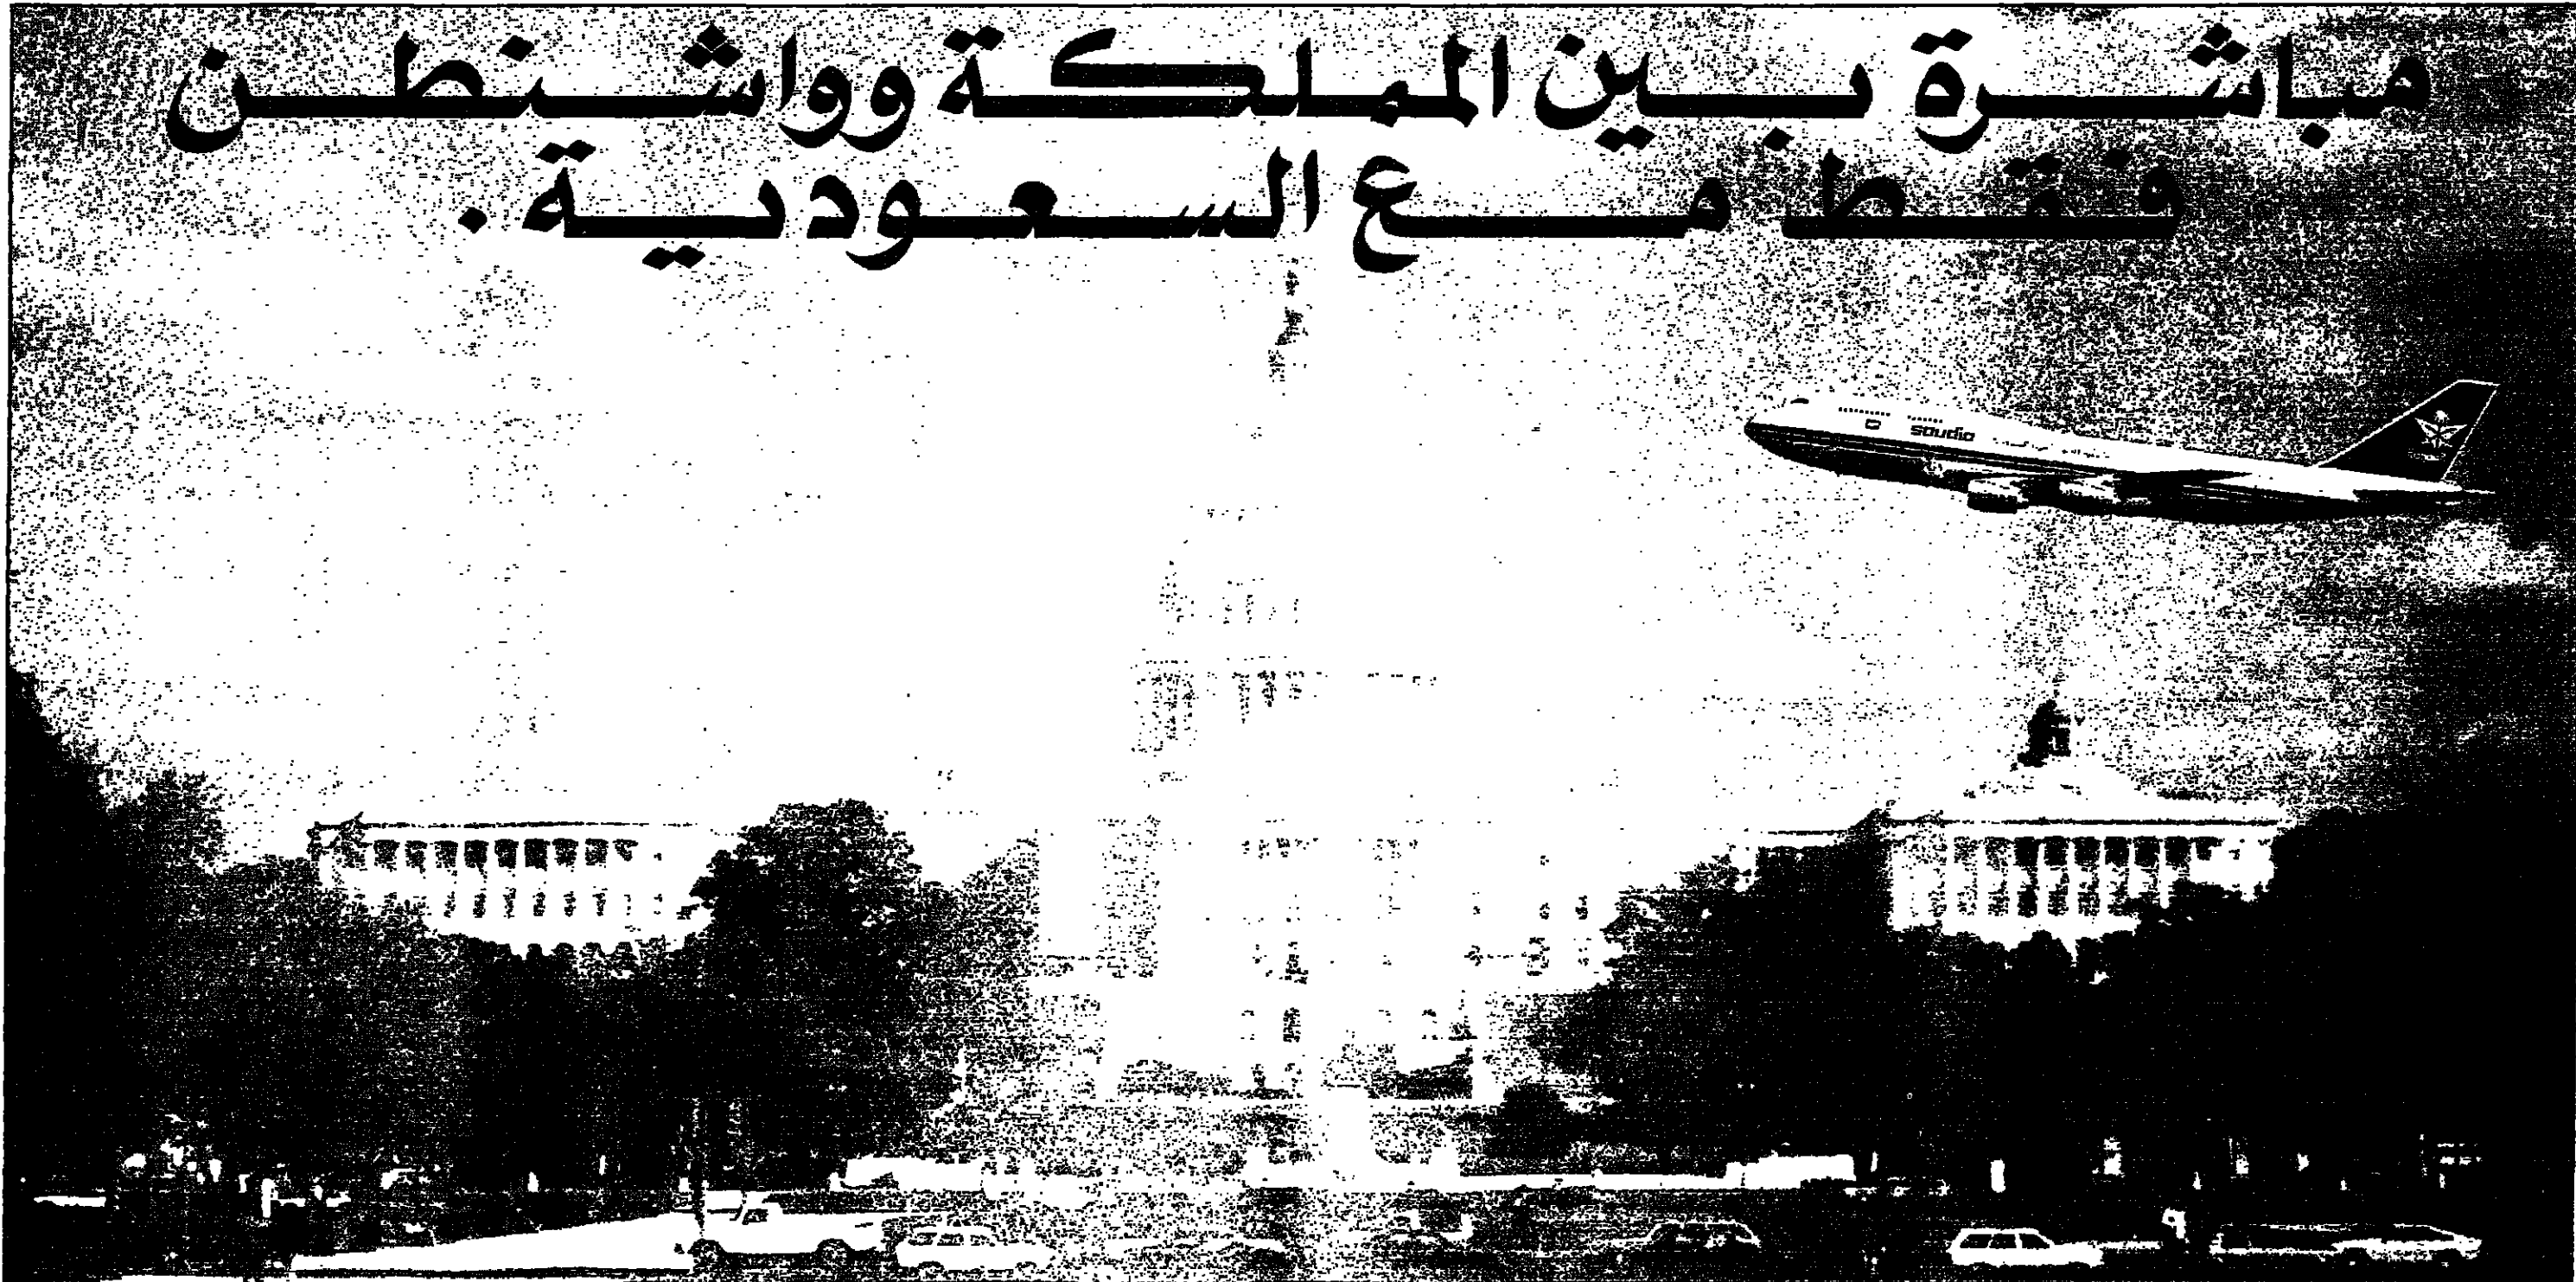 مباشرة بين المملكة وواشنطن
فقط مع السعودية .
saudia